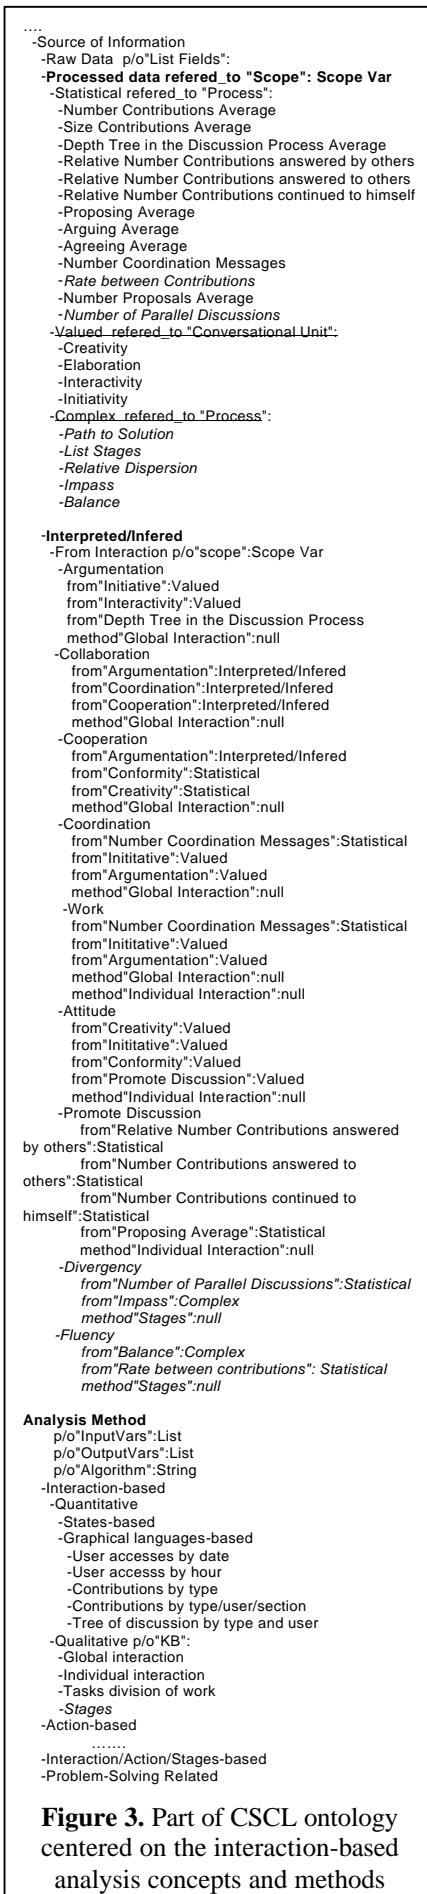 ....
-Source of Information
-Raw Data p/o"List Fields":
-Processed data refered_to "Scope": Scope Var
-Statistical refered_to "Process":
-Number Contributions Average
-Size Contributions Average
-Depth Tree in the Discussion Process Average
-Relative Number Contributions answered by others
-Relative Number Contributions answered to others
-Relative Number Contributions continued to himself
-Proposing Average
-Arguing Average
-Agreeing Average
-Number Coordination Messages
-Rate between Contributions
-Number Proposals Average
-Number of Parallel Discussions
-Valued refered_to "Conversational Unit":
-Creativity
-Elaboration
-Interactivity
-Initiativity
-Complex refered_to "Process":
-Path to Solution
-List Stages
-Relative Dispersion
-Impass
-Balance
-Interpreted/Infered
-From Interaction p/o"scope":Scope Var
-Argumentation
from"Initiative":Valued
from"Interactivity":Valued
from"Depth Tree in the Discussion Process
method"Global Interaction":null
-Collaboration
from"Argumentation":Interpreted/Infered
from"Coordination":Interpreted/Infered
from"Cooperation":Interpreted/Infered
method"Global Interaction":null
-Cooperation
from"Argumentation":Interpreted/Infered
from"Conformity":Statistical
from"Creativity":Statistical
method"Global Interaction":null
-Coordination
from"Number Coordination Messages":Statistical
from"Inititative":Valued
from"Argumentation":Valued
method"Global Interaction":null
-Work
from"Number Coordination Messages":Statistical
from"Inititative":Valued
from"Argumentation":Valued
method"Global Interaction":null
method"Individual Interaction":null
-Attitude
from"Creativity":Valued
from"Inititative":Valued
from"Conformity":Valued
from"Promote Discussion":Valued
method"Individual Interaction":null
-Promote Discussion
from"Relative Number Contributions answered
by others":Statistical
from"Number Contributions answered to
others":Statistical
from"Number Contributions continued to
himself":Statistical
from"Proposing Average":Statistical
method"Individual Interaction":null
-Divergency
from"Number of Parallel Discussions":Statistical
from"Impass":Complex
method"Stages":null
-Fluency
from"Balance":Complex
from"Rate between contributions": Statistical
method"Stages":null
Analysis Method
p/o"InputVars":List
p/o"OutputVars":List
p/o"Algorithm":String
-Interaction-based
-Quantitative
-States-based
-Graphical languages-based
-User accesses by date
-User accesss by hour
-Contributions by type
-Contributions by type/user/section
-Tree of discussion by type and user
-Qualitative p/o"KB":
-Global interaction
-Individual interaction
-Tasks division of work
-Stages
-Action-based
.......
-Interaction/Action/Stages-based
-Problem-Solving Related
Figure 3. Part of CSCL ontology
centered on the interaction-based
analysis concepts and methods